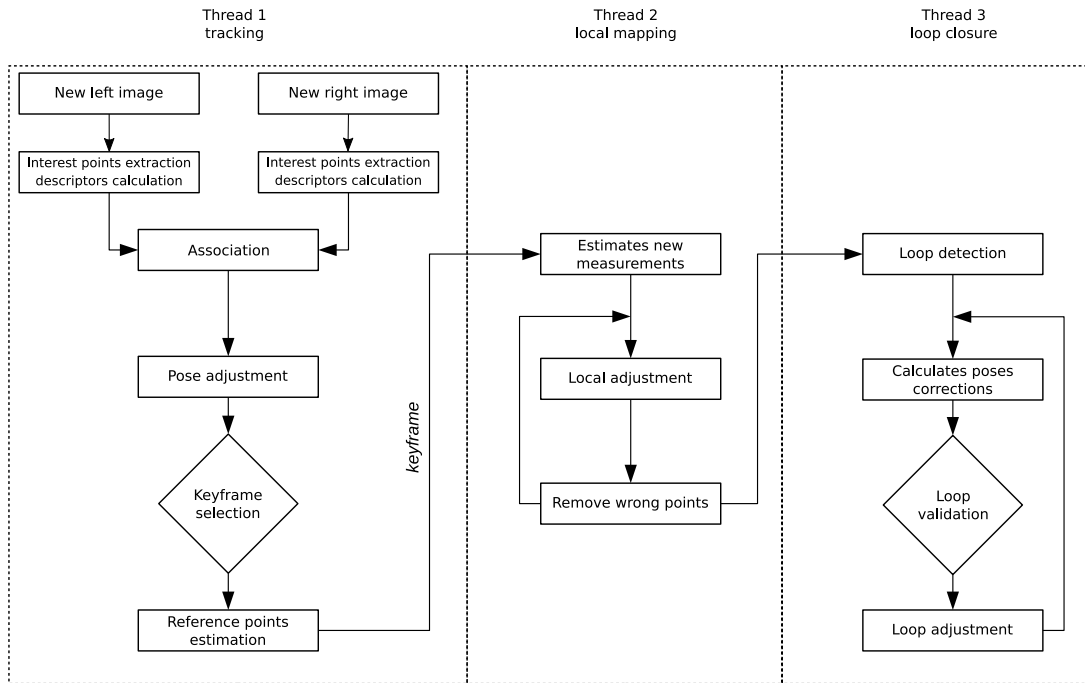 Thread 1
tracking
Thread 2
local mapping
Thread 3
loop closure
New left image
New right image
Interest points extraction
descriptors calculation
Interest points extraction
descriptors calculation
Association
Pose adjustment
Keyframe
selection
Reference points
estimation
keyframe
Estimates new
measurements
Local adjustment
Remove wrong points
Loop detection
Calculates poses
corrections
Loop
validation
Loop adjustment